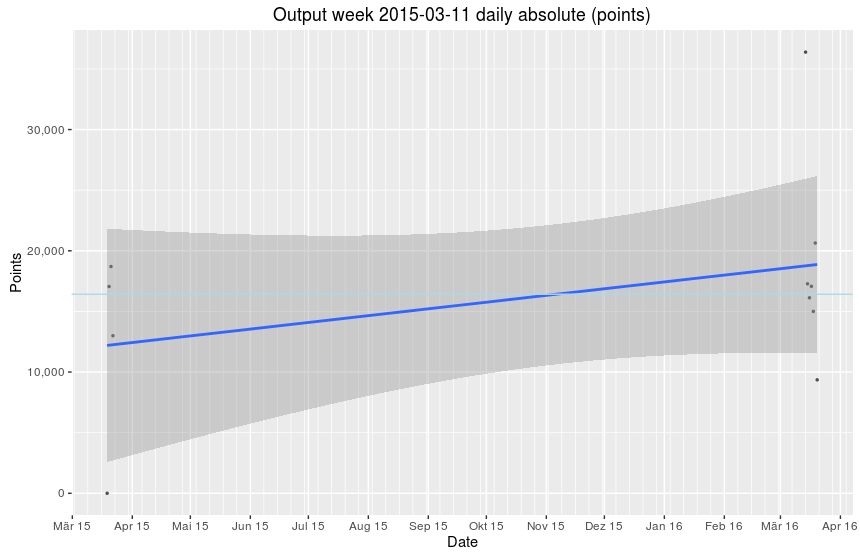 Output week 2015-03-11 daily absolute (points)
Points
30,000
20,000
10,000
0
Mär 15 Apr 15 Mai 15 Jun 15 Jul 15 Aug 15 Sep 15 Okt 15 Nov 15 Dez 15 Jan 16 Feb 16 Mär 16 Apr 16
Date